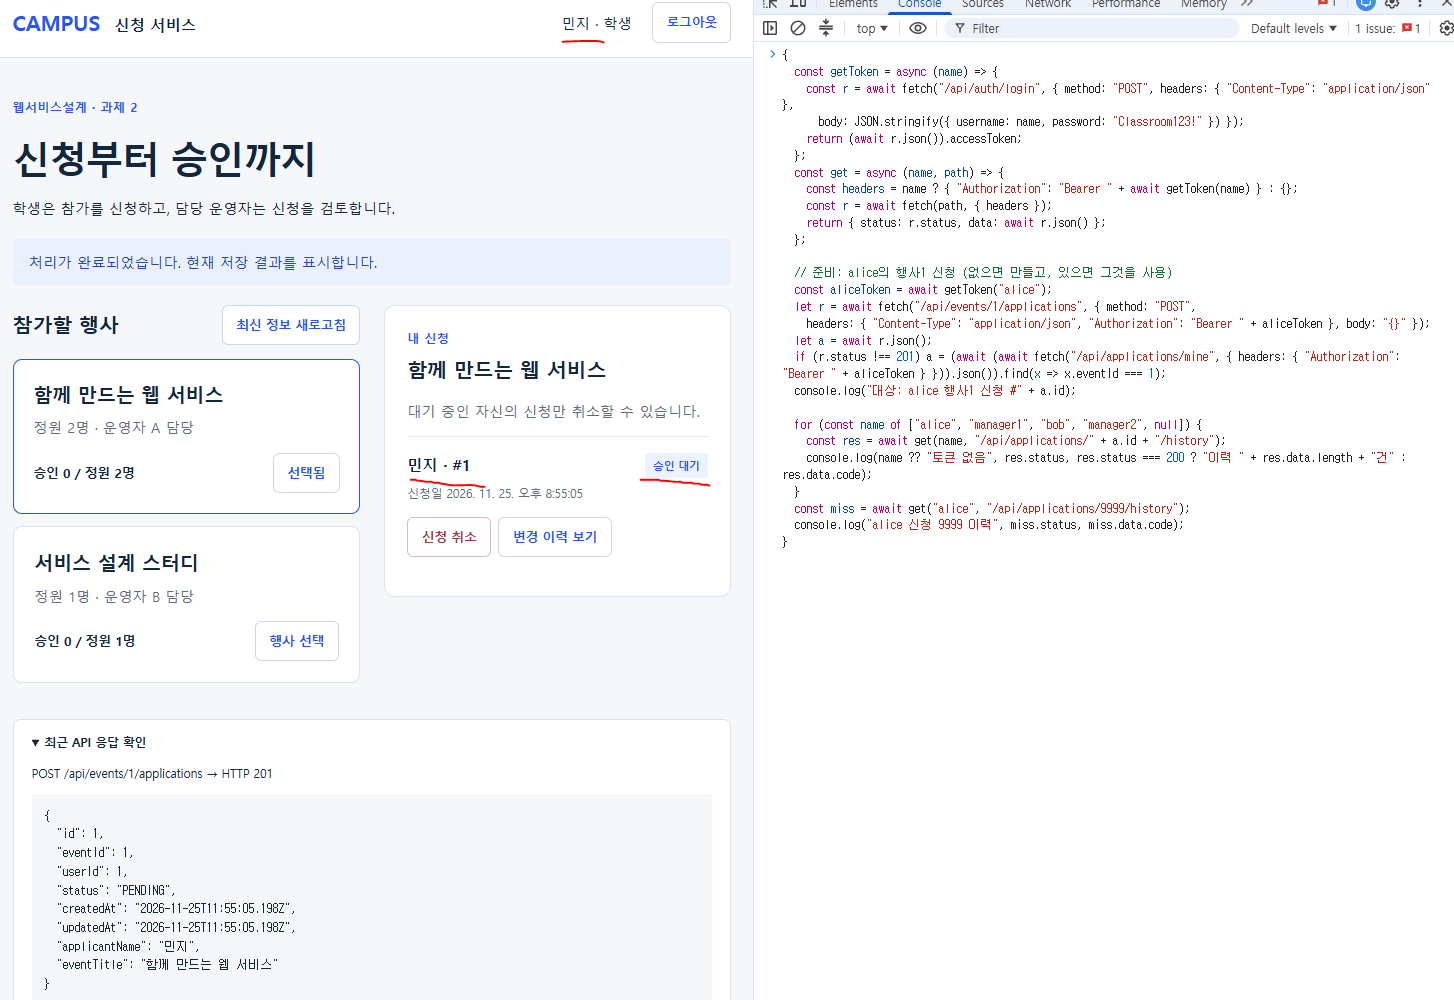 CAMPUS 신청 서비스
민지 · 학생
로그아웃
웹서비스설계 · 과제 2
신청부터 승인까지
학생은 참가를 신청하고, 담당 운영자는 신청을 검토합니다.
처리가 완료되었습니다. 현재 저장 결과를 표시합니다.
참가할 행사
최신 정보 새로고침
함께 만드는 웹 서비스
정원 2명 · 운영자 A 담당
승인 0 / 정원 2명
선택됨
서비스 설계 스터디
정원 1명 · 운영자 B 담당
승인 0 / 정원 1명
행사 선택
내 신청
함께 만드는 웹 서비스
대기 중인 자신의 신청만 취소할 수 있습니다.
민지 · #1
승인 대기
신청일 2026. 11. 25. 오후 8:55:05
신청 취소
변경 이력 보기
▼ 최근 API 응답 확인
POST /api/events/1/applications → HTTP 201
{
"id": 1,
"eventId": 1,
"userId": 1,
"status": "PENDING",
"createdAt": "2026-11-25T11:55:05.198Z",
"updatedAt": "2026-11-25T11:55:05.198Z",
"applicantName": "민지",
"eventTitle": "함께 만드는 웹 서비스"
}
Elements Console Sources Network Performance Memory 1
top Filter Default levels 1 issue: 1
> {
const getToken = async (name) => {
const r = await fetch("/api/auth/login", { method: "POST", headers: { "Content-Type": "application/json"
},
body: JSON.stringify({ username: name, password: "Classroom123!" }) });
return (await r.json()).accessToken;
};
const get = async (name, path) => {
const headers = name ? { "Authorization": "Bearer " + await getToken(name) } : {};
const r = await fetch(path, { headers });
return { status: r.status, data: await r.json() };
};
// 준비: alice의 행사1 신청 (없으면 만들고, 있으면 그것을 사용)
const aliceToken = await getToken("alice");
let r = await fetch("/api/events/1/applications", { method: "POST",
headers: { "Content-Type": "application/json", "Authorization": "Bearer " + aliceToken }, body: "{}" });
let a = await r.json();
if (r.status !== 201) a = (await (await fetch("/api/applications/mine", { headers: { "Authorization":
"Bearer " + aliceToken } })).json()).find(x => x.eventId === 1);
console.log("대상: alice 행사1 신청 #" + a.id);
for (const name of ["alice", "manager1", "bob", "manager2", null]) {
const res = await get(name, "/api/applications/" + a.id + "/history");
console.log(name ?? "토큰 없음", res.status, res.status === 200 ? "이력 " + res.data.length + "건" :
res.data.code);
}
const miss = await get("alice", "/api/applications/9999/history");
console.log("alice 신청 9999 이력", miss.status, miss.data.code);
}